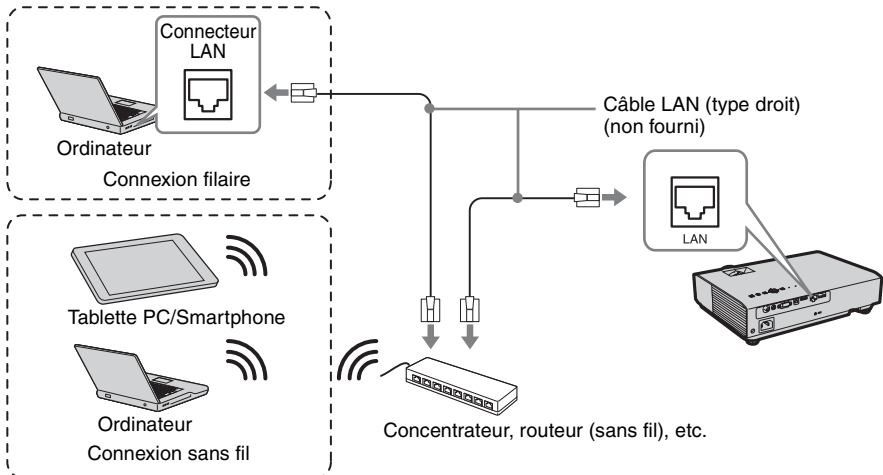 Connecteur
LAN
Ordinateur
Connexion filaire
Câble LAN (type droit)
(non fourni)
LAN
Tablette PC/Smartphone
Ordinateur
Connexion sans fil
Concentrateur, routeur (sans fil), etc.